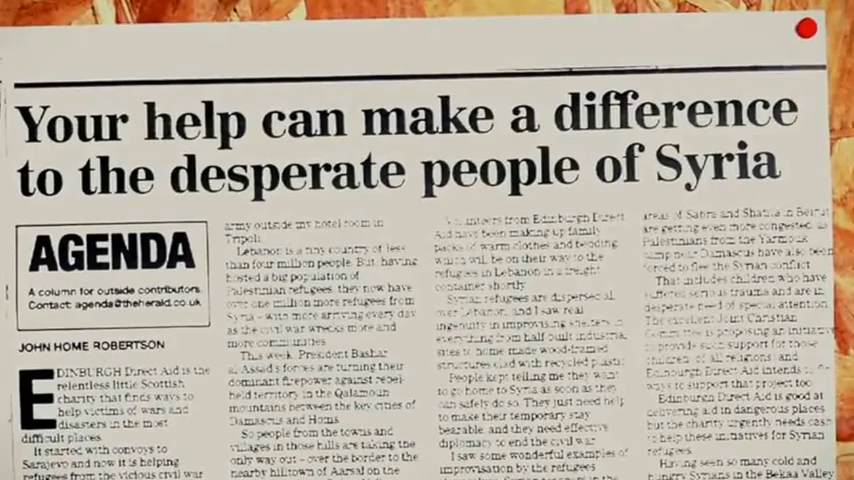 Your help can make a difference
to the desperate people of Syria
AGENDA
A column for outside contributors.
Contact: agenda@theherald.co.uk
JOHN HOME ROBERTSON
EDINBURGH Direct Aid is the
relentless little Scottish
charity that finds ways to
help victims of wars and
disasters in the most
difficult places.
It started with convoys to
Sarajevo and now it is helping
refugees from the vicious civil war
army outside my hotel room in
Tripoli.
Lebanon is a tiny country of less
than four million people. But, having
hosted a big population of
Palestinian refugees, they now have
over one million more refugees from
Syria – with more arriving every day
as the civil war wrecks more and
more communities.
This week, President Bashar
al Assad's forces are turning their
dominant firepower against rebel-
held territory in the Qalamoun
mountains between the key cities of
Damascus and Homs.
So people from the towns and
villages in those hills are taking the
only way out – over the border to the
nearby hilltown of Aarsal on the
Volunteers from Edinburgh Direct
Aid have been making up family
packs of warm clothes and bedding
which will be on their way to the
refugees in Lebanon in a freight
container shortly.
Syrian refugees are dispersed all
over Lebanon, and I saw real
ingenuity in improvising shelters in
everything from half built industrial
sites to home made wood-framed
structures clad with recycled plastic.
People kept telling me they want
to go home to Syria as soon as they
can safely do so. They just need help
to make their temporary stay
bearable, and they need effective
diplomacy to end the civil war.
I saw some wonderful examples of
improvisation by the refugees
areas of Sabra and Shatila in Beirut
are getting even more congested as
Palestinians from the Yarmouk
camp near Damascus have also been
forced to flee the Syrian conflict.
That includes children who have
suffered serious trauma and are in
desperate need of special attention.
The excellent Joint Christian
Committee is proposing an initiative
to provide such support for those
children of all religions and
Edinburgh Direct Aid intends to
ways to support that project too.
Edinburgh Direct Aid is good at
delivering aid in dangerous places
but the charity urgently needs cash
to help these initiatives for Syrian
refugees.
Having seen so many cold and
hungry Syrians in the Bekaa Valley